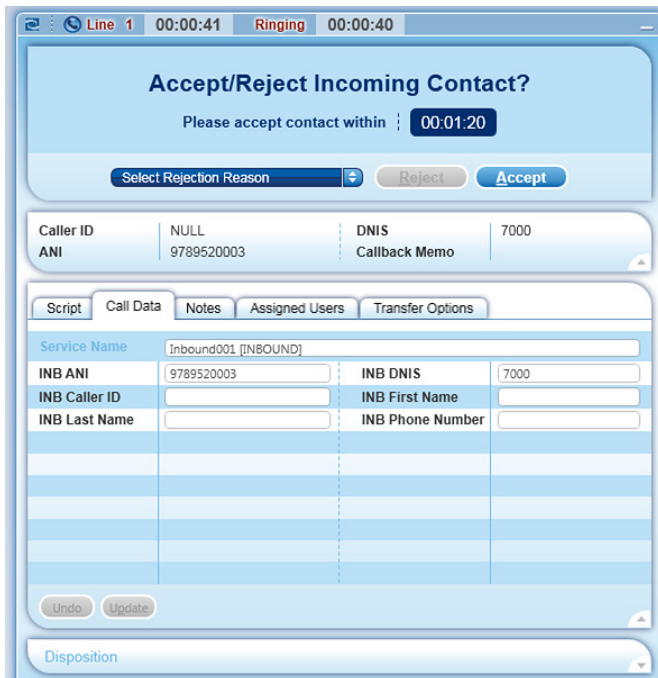 Line 1 00:00:41 Ringing 00:00:40
Accept/Reject Incoming Contact?
Please accept contact within 00:01:20
Select Rejection Reason Reject Accept
Caller ID NULL DNIS 7000
ANI 9789520003 Callback Memo
Script Call Data Notes Assigned Users Transfer Options
Service Name Inbound001 [INBOUND]
INB ANI 9789520003 INB DNIS 7000
INB Caller ID INB First Name
INB Last Name INB Phone Number
Undo Update
Disposition